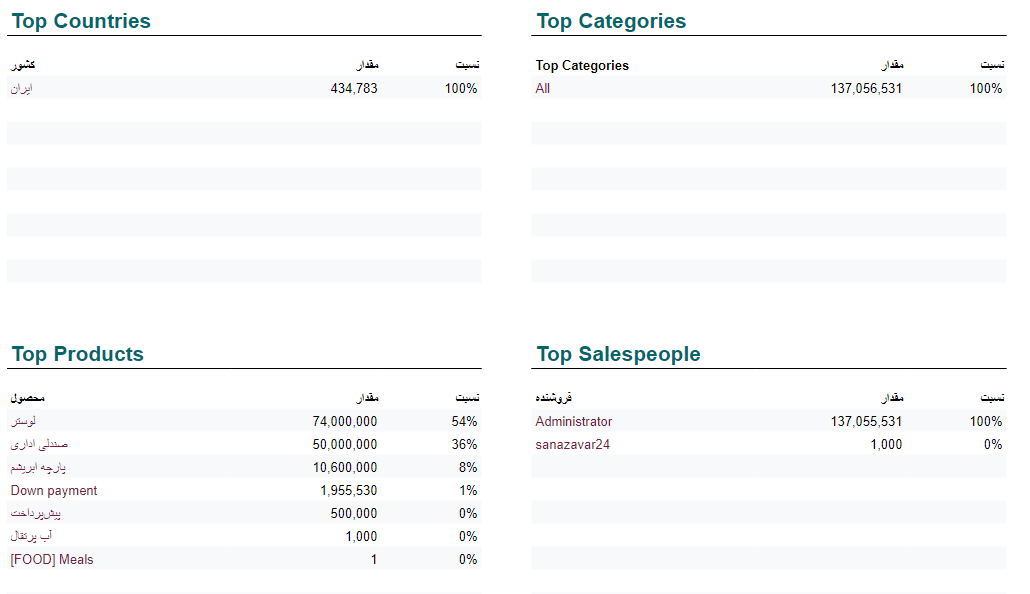 Top Countries
کشور مقدار نسبت
ایران 434,783 100%
Top Categories
Top Categories مقدار نسبت
All 137,056,531 100%
Top Products
محصول مقدار نسبت
لوستر 74,000,000 54%
صندلی اداری 50,000,000 36%
پارچه ابریشم 10,600,000 8%
Down payment 1,955,530 1%
پیش‌پرداخت 500,000 0%
آب پرتقال 1,000 0%
[FOOD] Meals 1 0%
Top Salespeople
فروشنده مقدار نسبت
Administrator 137,055,531 100%
sanazavar24 1,000 0%